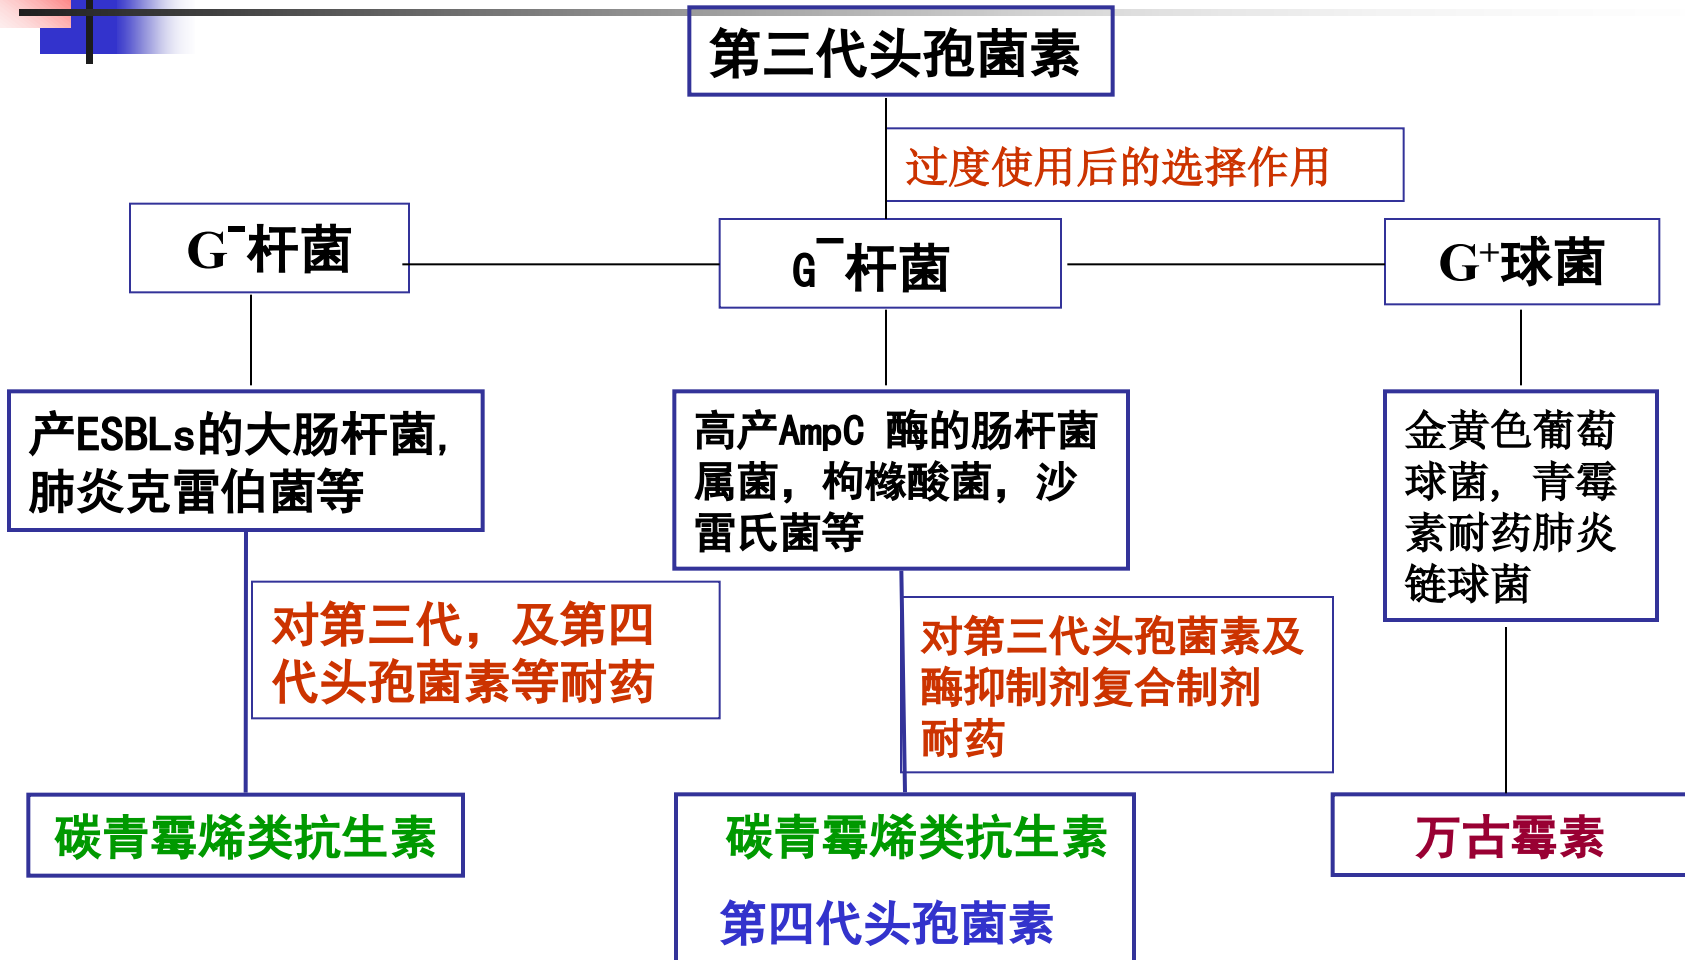 第三代头孢菌素
过度使用后的选择作用
G⁻杆菌
G⁻杆菌
G⁺球菌
产ESBLs的大肠杆菌,
肺炎克雷伯菌等
高产AmpC 酶的肠杆菌
属菌，枸橼酸菌，沙
雷氏菌等
金黄色葡萄
球菌，青霉
素耐药肺炎
链球菌
对第三代，及第四
代头孢菌素等耐药
对第三代头孢菌素及
酶抑制剂复合制剂
耐药
碳青霉烯类抗生素
碳青霉烯类抗生素
第四代头孢菌素
万古霉素